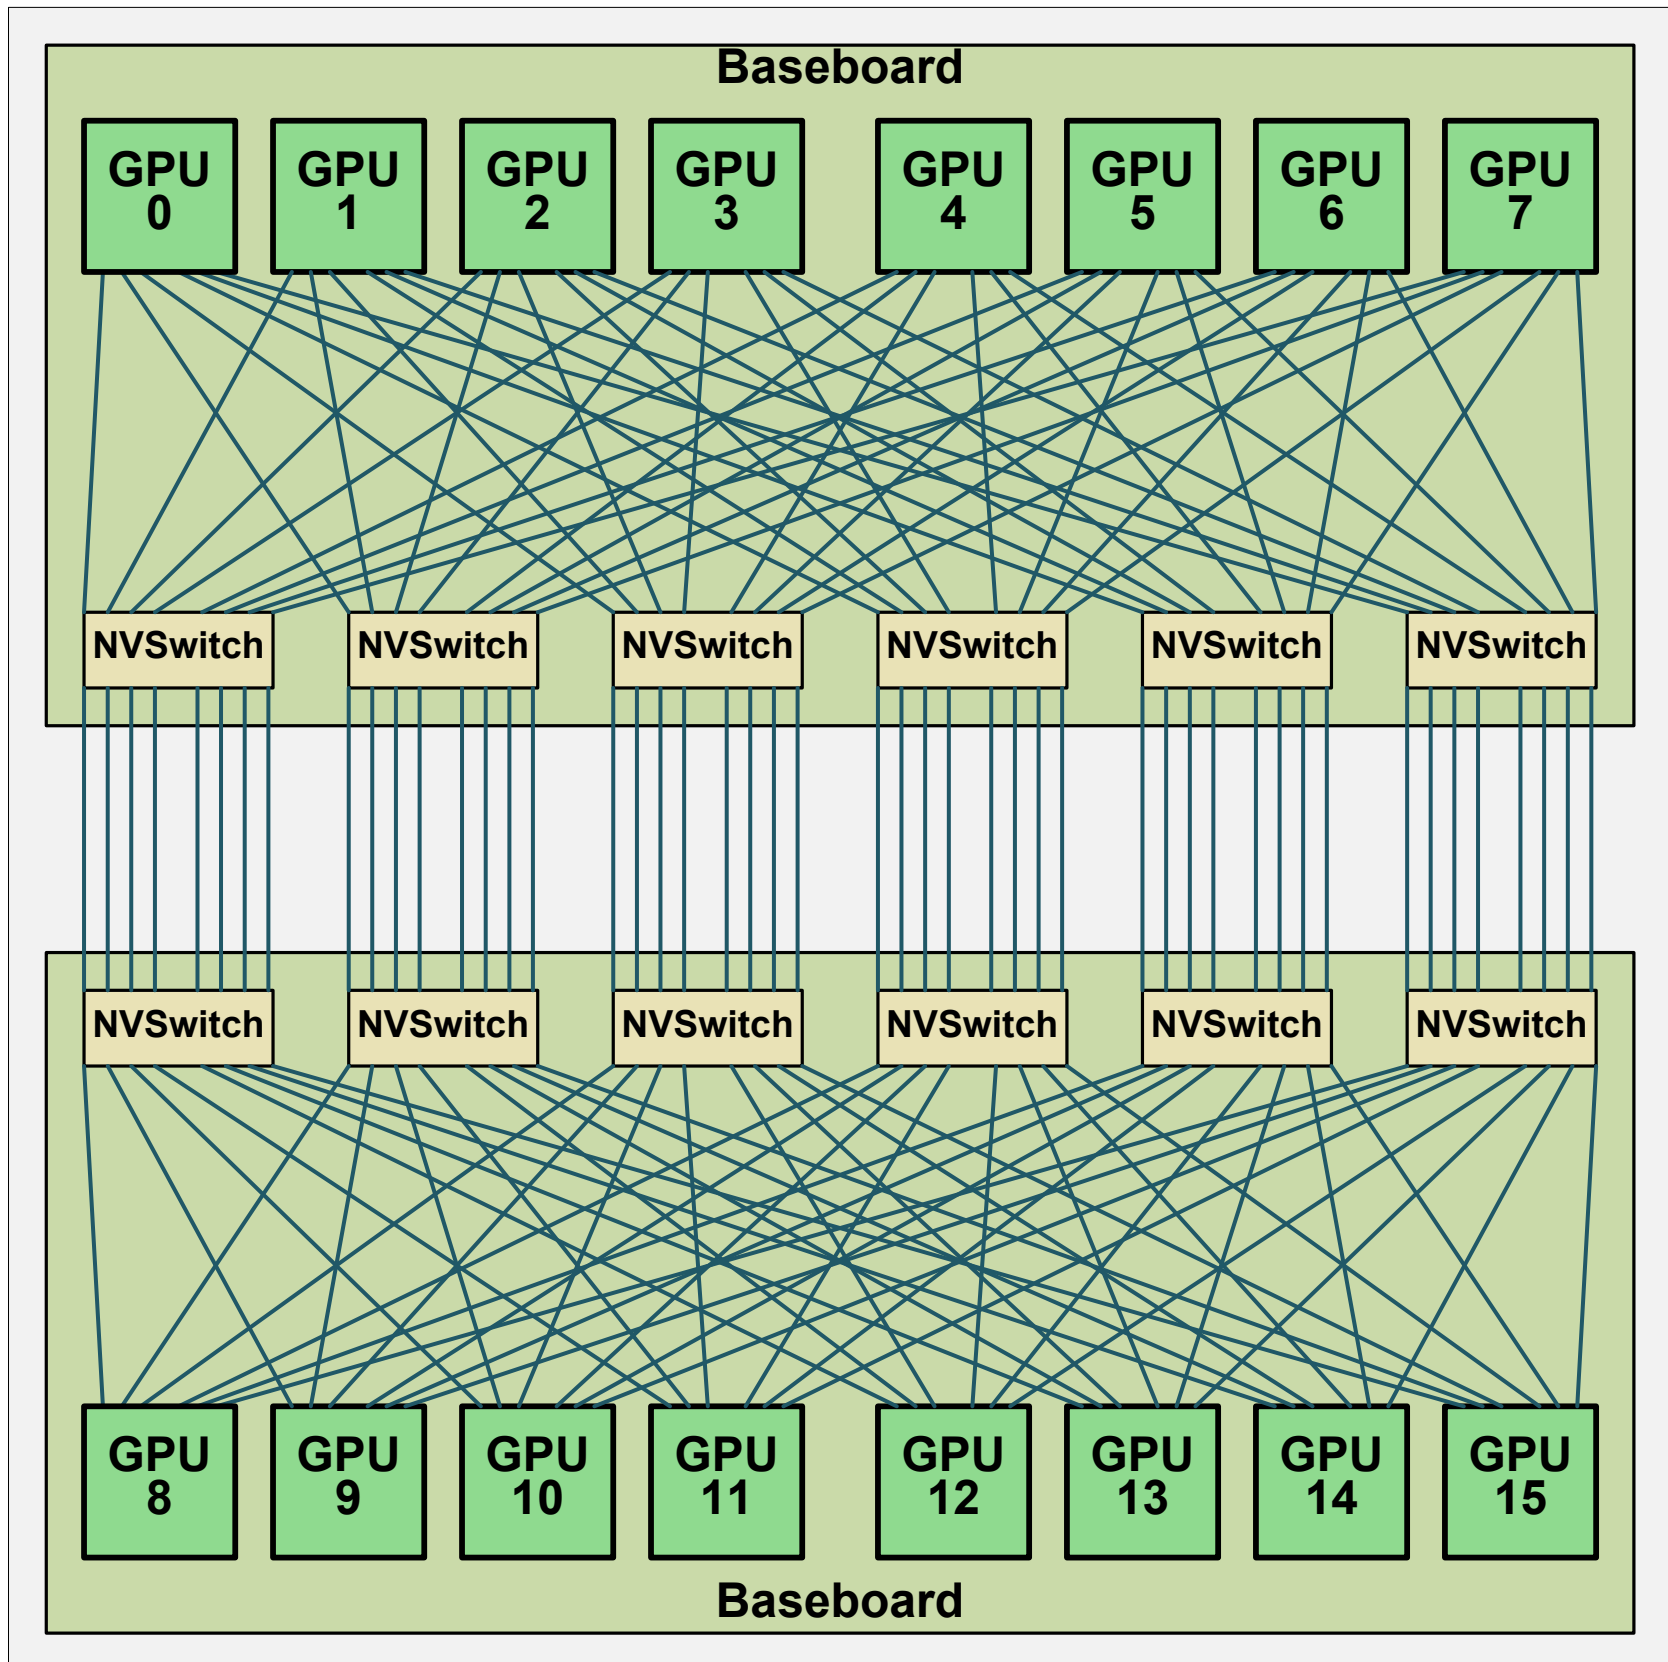 Baseboard
GPU
0
GPU
1
GPU
2
GPU
3
GPU
4
GPU
5
GPU
6
GPU
7
NVSwitch
NVSwitch
NVSwitch
NVSwitch
NVSwitch
NVSwitch
NVSwitch
NVSwitch
NVSwitch
NVSwitch
NVSwitch
NVSwitch
GPU
8
GPU
9
GPU
10
GPU
11
GPU
12
GPU
13
GPU
14
GPU
15
Baseboard